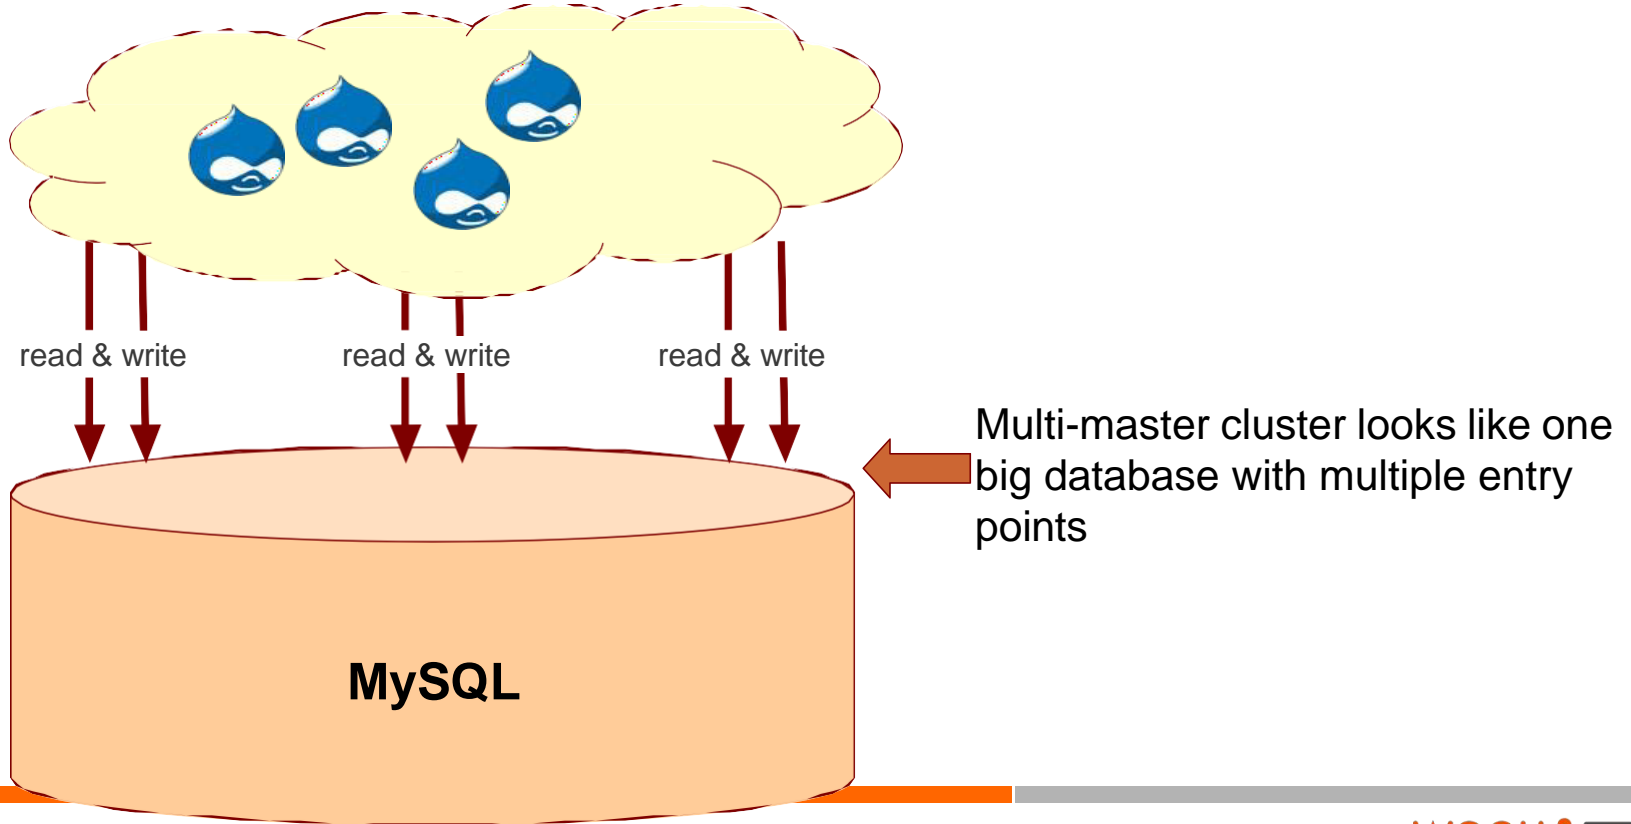 read & write
read & write
read & write
Multi-master cluster looks like one
big database with multiple entry
points
MySQL